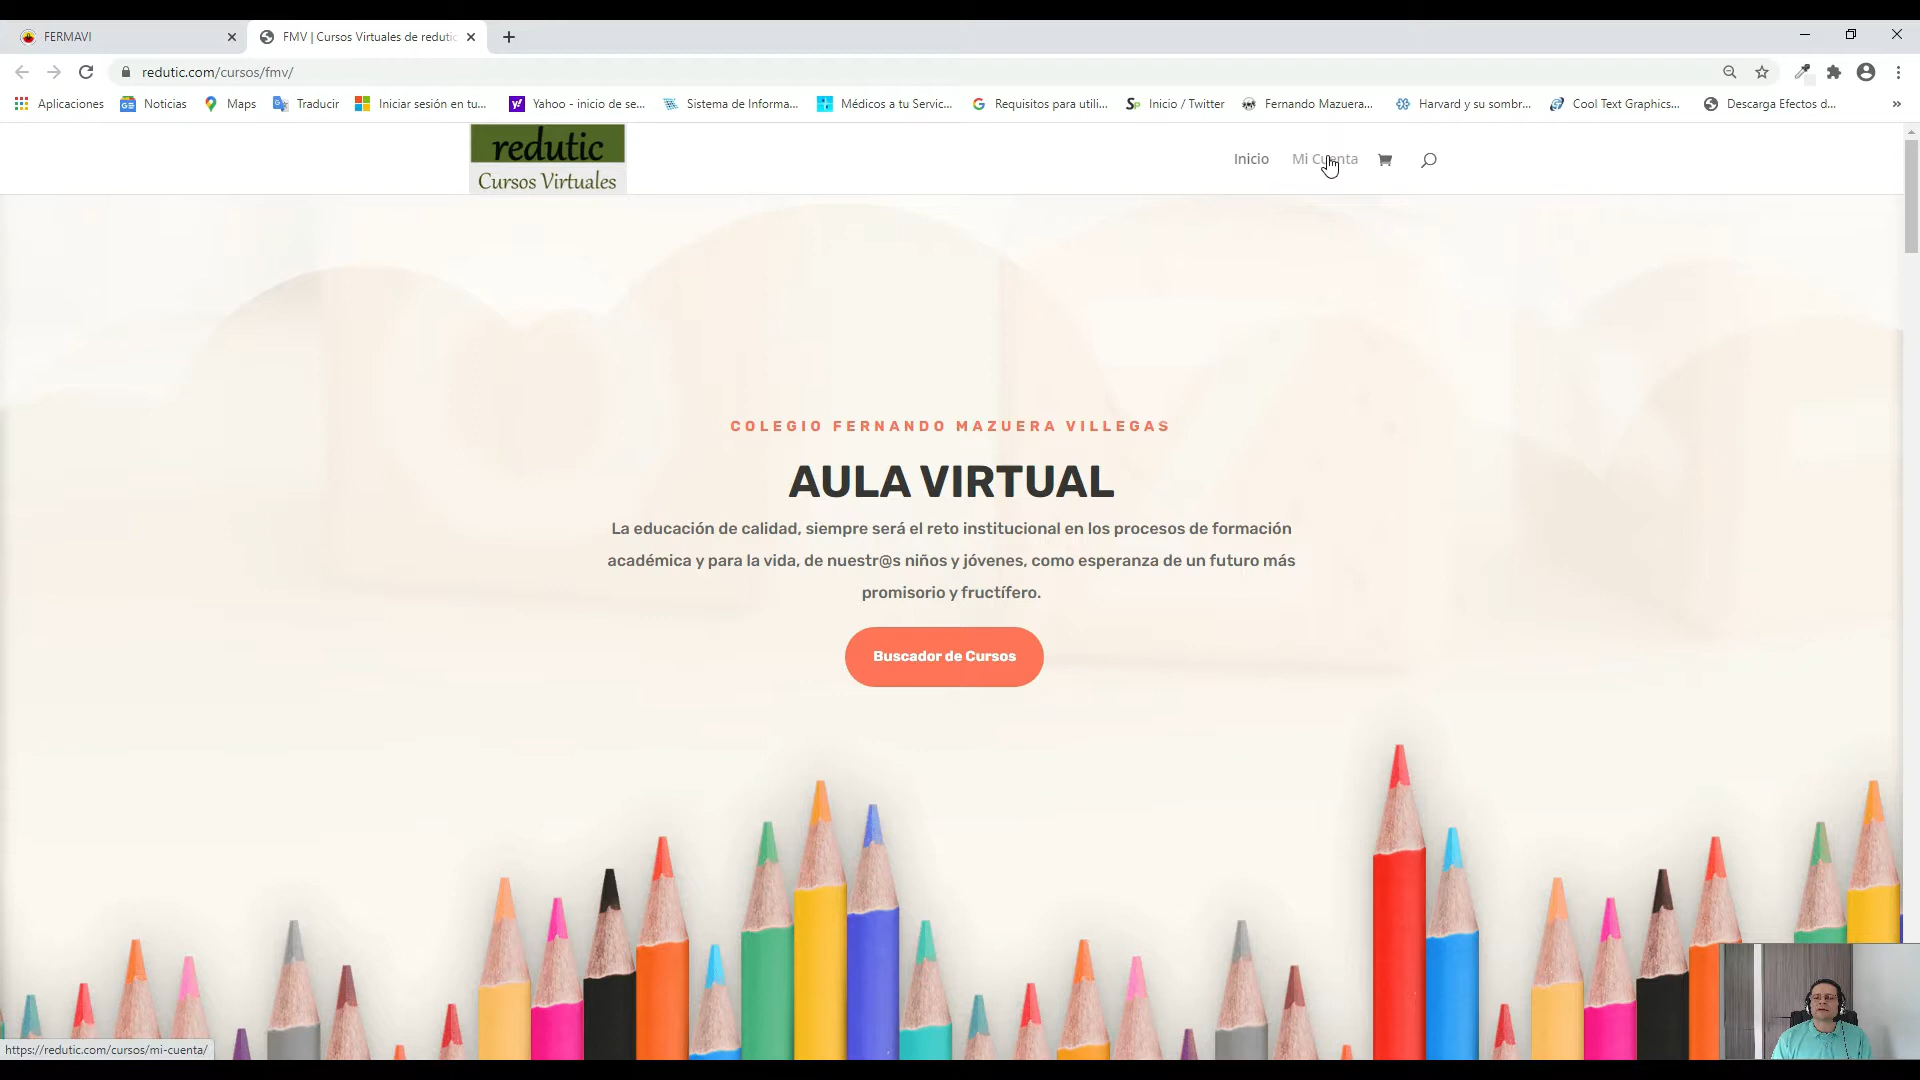 FERMAVI
FMV | Cursos Virtuales de redutic
redutic.com/cursos/fmv/
Aplicaciones
Noticias
Maps
Traducir
Iniciar sesión en tu...
Yahoo - inicio de se...
Sistema de Informa...
Médicos a tu Servic...
Requisitos para utili...
Inicio / Twitter
Fernando Mazuera...
Harvard y su sombr...
Cool Text Graphics...
Descarga Efectos d...
redutic
Cursos Virtuales
Inicio
Mi Cuenta
COLEGIO FERNANDO MAZUERA VILLEGAS
AULA VIRTUAL
La educación de calidad, siempre será el reto institucional en los procesos de formación
académica y para la vida, de nuestr@s niños y jóvenes, como esperanza de un futuro más
promisorio y fructífero.
Buscador de Cursos
https://redutic.com/cursos/mi-cuenta/